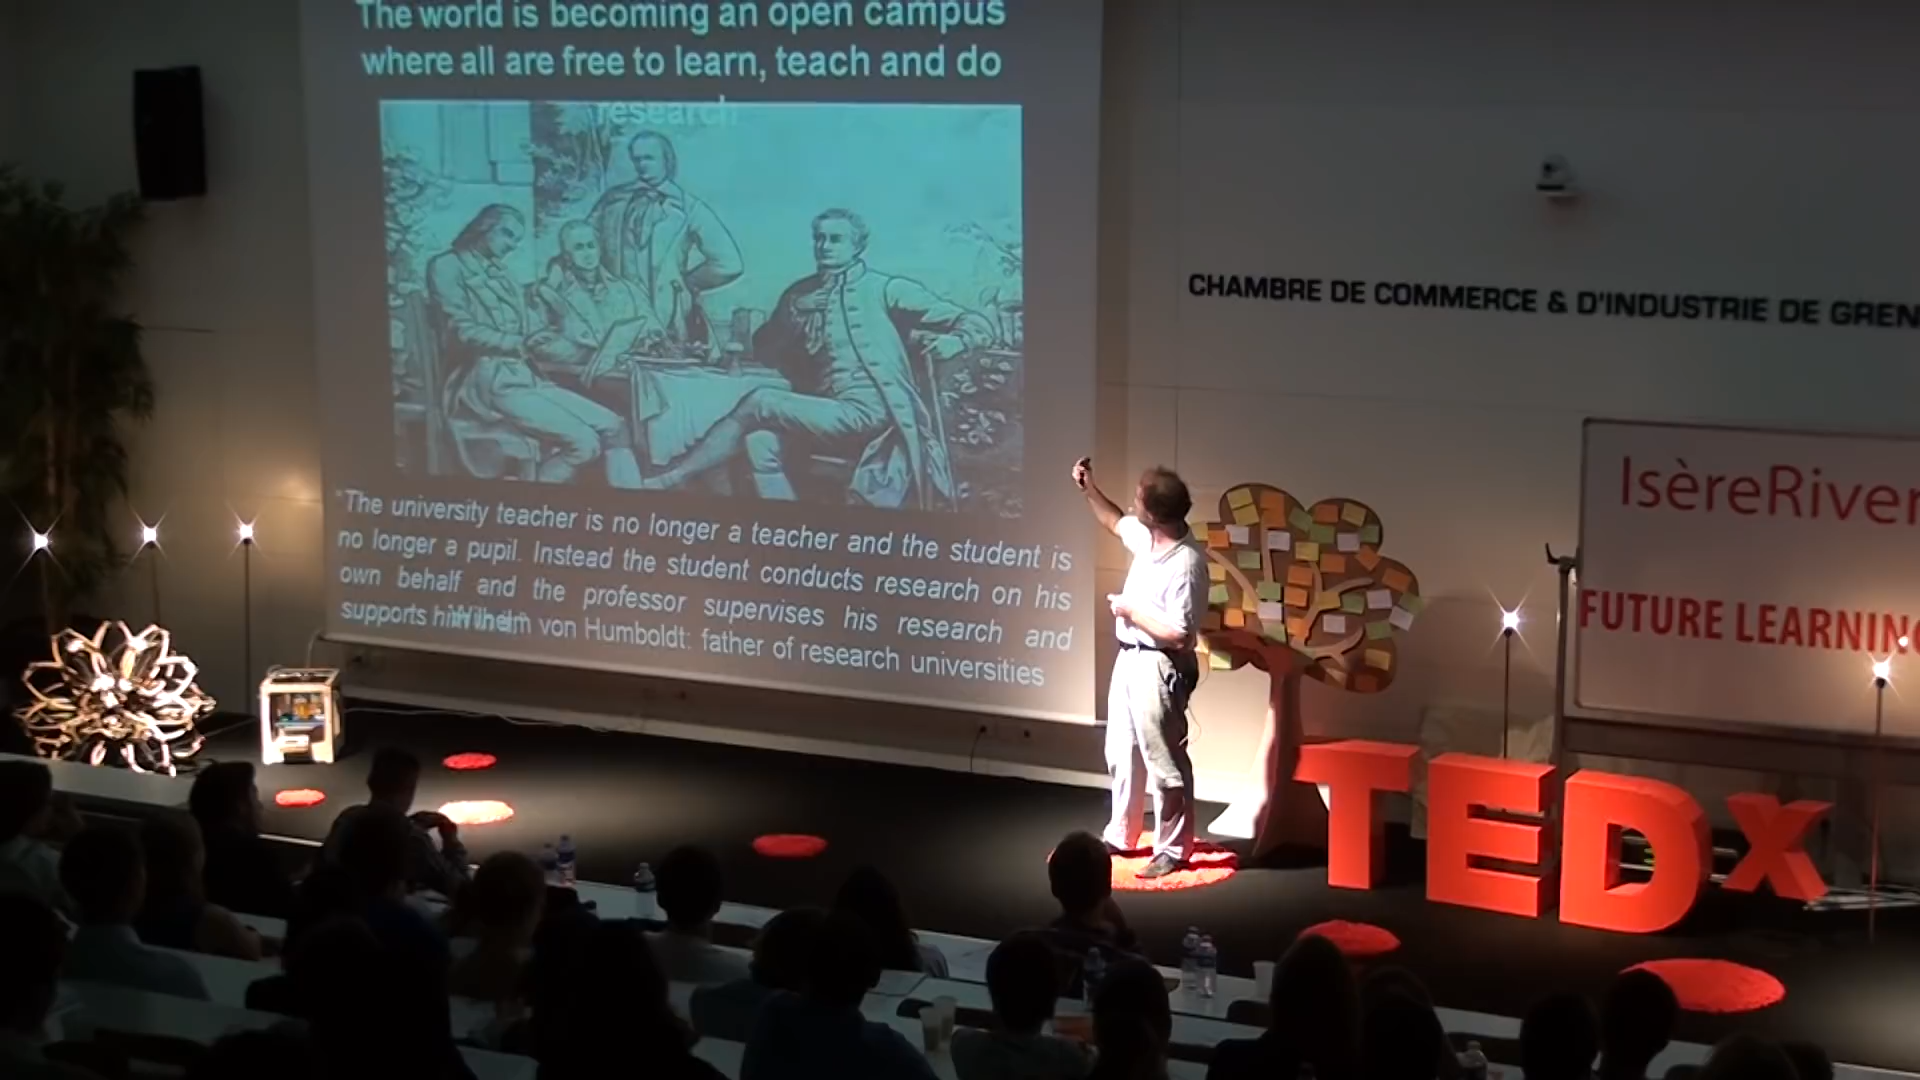 The world is becoming an open campus
where all are free to learn, teach and do
research
"The university teacher is no longer a teacher and the student is
no longer a pupil. Instead the student conducts research on his
own behalf and the professor supervises his research and
supports him in it"
Wilhelm von Humboldt: father of research universities
CHAMBRE DE COMMERCE & D'INDUSTRIE DE GREN
IsèreRiver
FUTURE LEARNING
TEDx